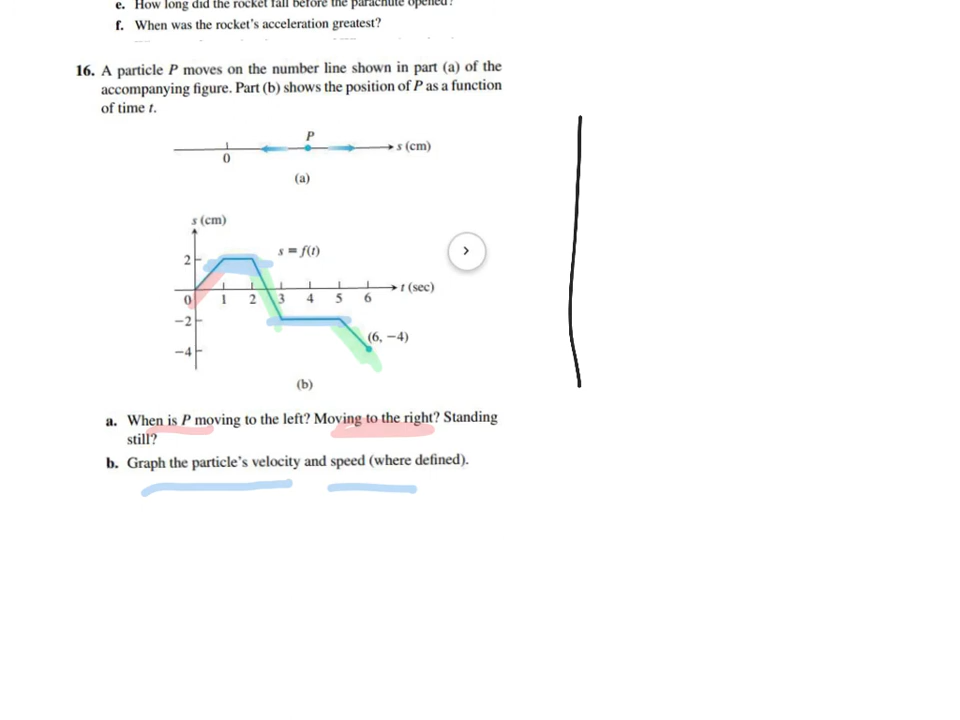 e. How long did the rocket fall before the parachute opened?
f. When was the rocket's acceleration greatest?
16. A particle P moves on the number line shown in part (a) of the
accompanying figure. Part (b) shows the position of P as a function
of time t.
P
0
s (cm)
(a)
s (cm)
s = f(t)
2
t (sec)
0 1 2 3 4 5 6
−2
(6, −4)
−4
(b)
a. When is P moving to the left? Moving to the right? Standing
still?
b. Graph the particle's velocity and speed (where defined).